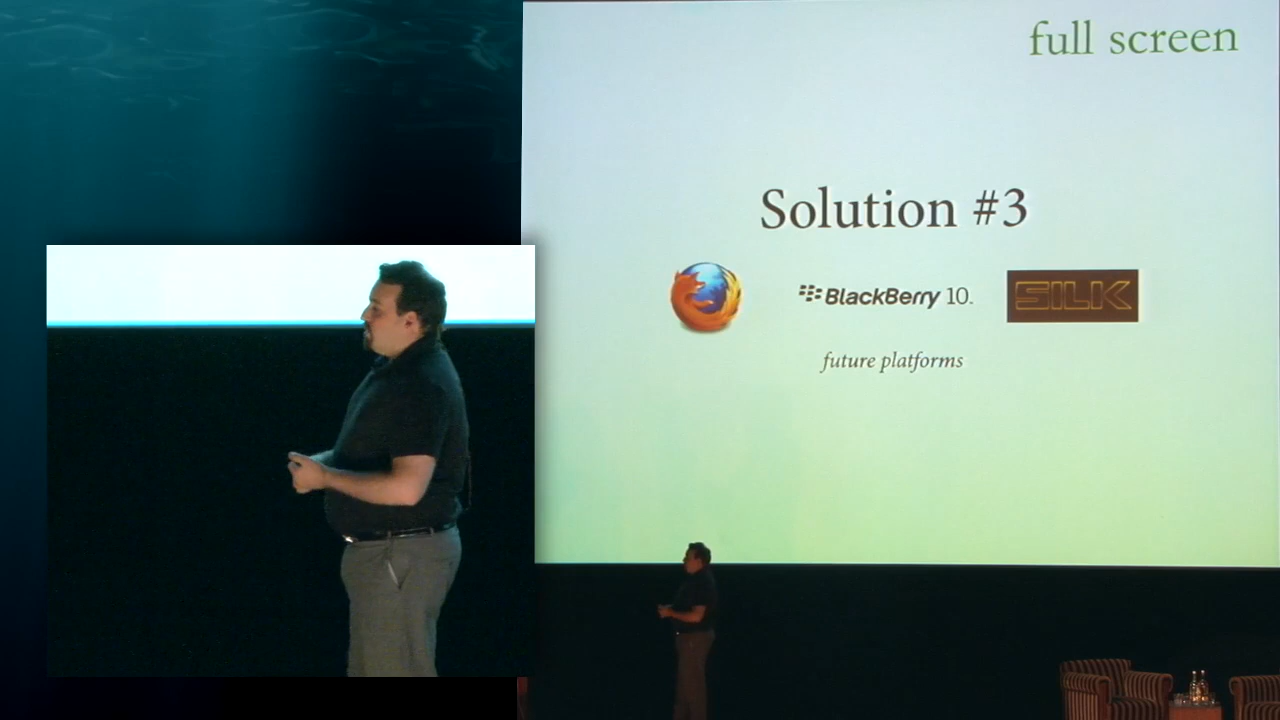 full screen
Solution #3
BlackBerry 10.
SILK
future platforms